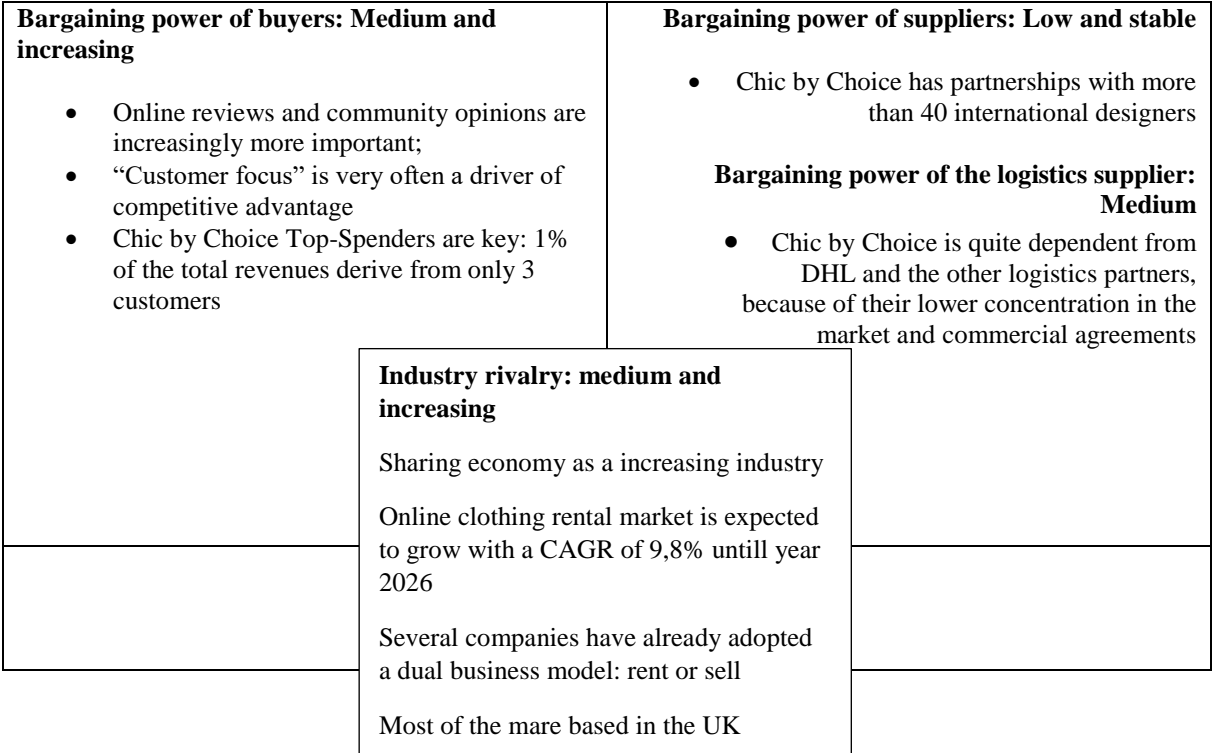 Bargaining power of buyers: Medium and
increasing
• Online reviews and community opinions are
increasingly more important;
• “Customer focus” is very often a driver of
competitive advantage
• Chic by Choice Top-Spenders are key: 1%
of the total revenues derive from only 3
customers
Bargaining power of suppliers: Low and stable
• Chic by Choice has partnerships with more
than 40 international designers
Bargaining power of the logistics supplier:
Medium
• Chic by Choice is quite dependent from
DHL and the other logistics partners,
because of their lower concentration in the
market and commercial agreements
Industry rivalry: medium and
increasing
Sharing economy as a increasing industry
Online clothing rental market is expected
to grow with a CAGR of 9,8% untill year
2026
Several companies have already adopted
a dual business model: rent or sell
Most of the mare based in the UK